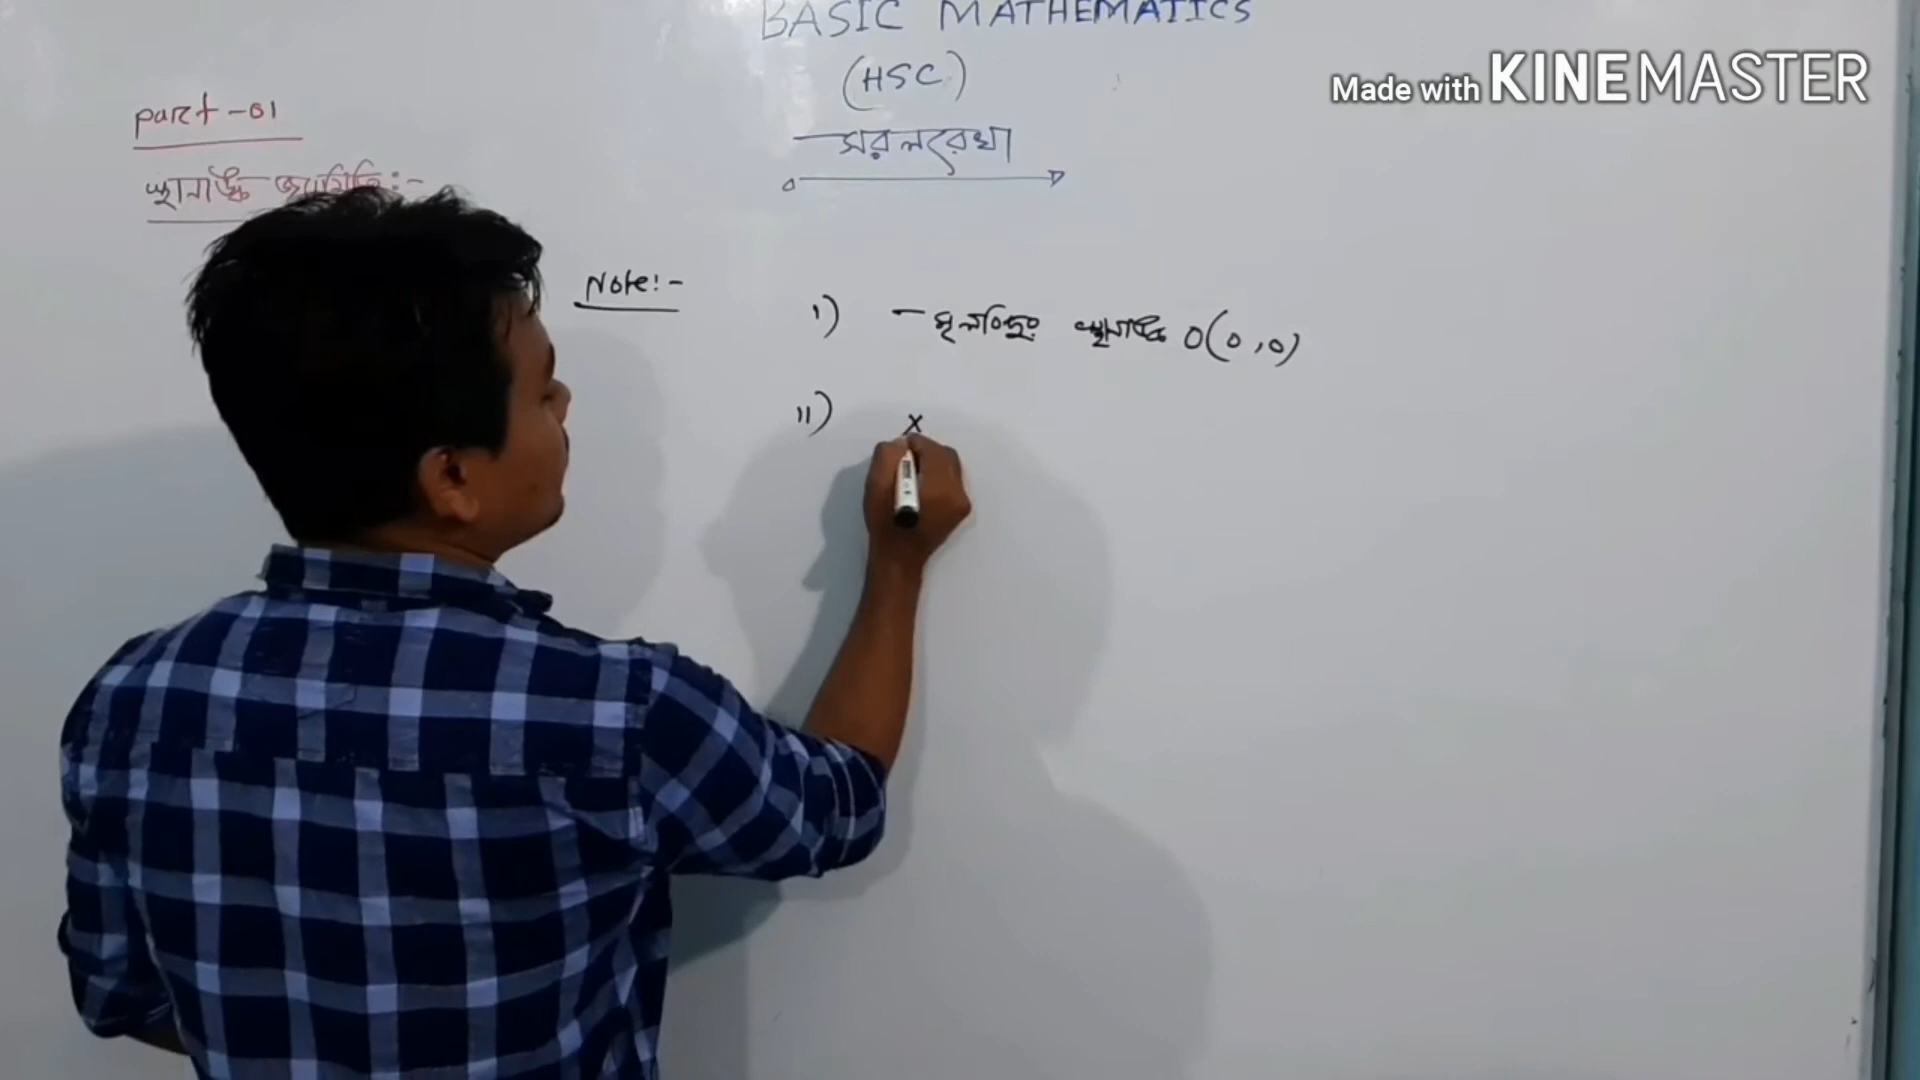 BASIC MATHEMATICS
(HSC)
সরলরেখা
Made with KINEMASTER
part -01
স্থানাঙ্ক জ্যামিতি:-
Note:-
i) মূলবিন্দুর স্থানাঙ্ক O(0,0)
ii) x